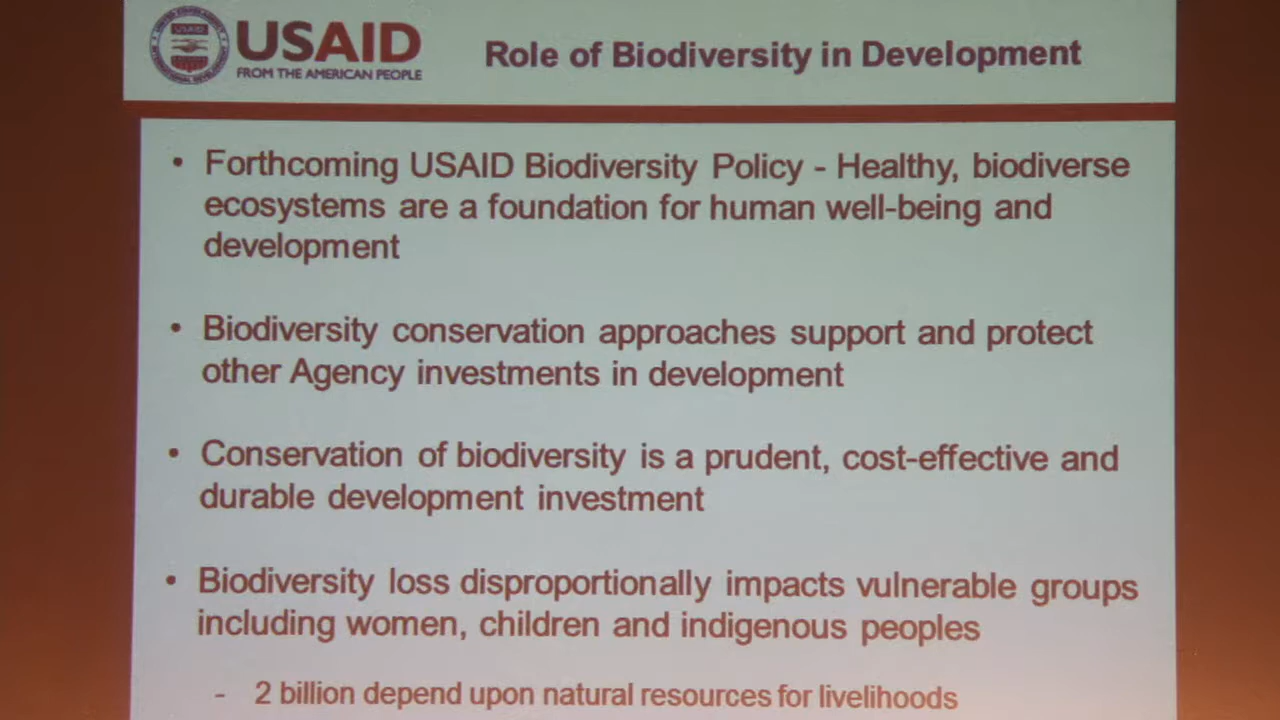 USAID
FROM THE AMERICAN PEOPLE
Role of Biodiversity in Development
• Forthcoming USAID Biodiversity Policy - Healthy, biodiverse
ecosystems are a foundation for human well-being and
development
• Biodiversity conservation approaches support and protect
other Agency investments in development
• Conservation of biodiversity is a prudent, cost-effective and
durable development investment
• Biodiversity loss disproportionally impacts vulnerable groups
including women, children and indigenous peoples
- 2 billion depend upon natural resources for livelihoods